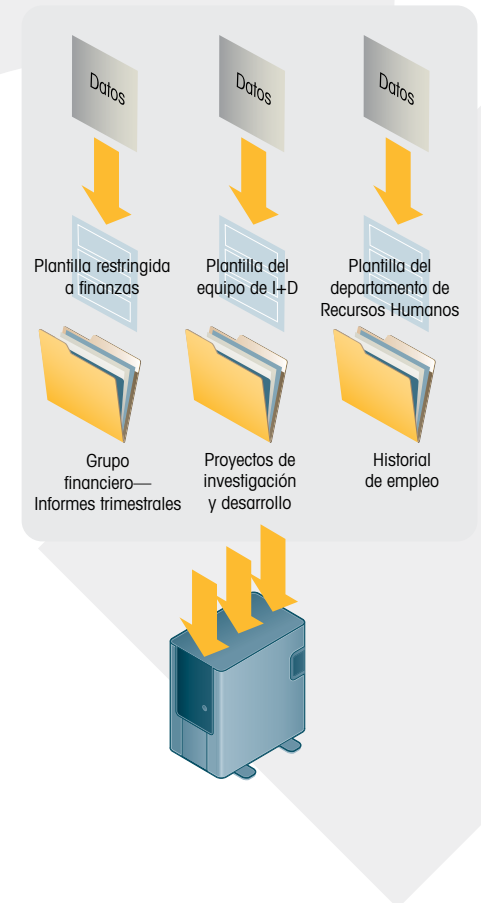 Datos
Datos
Datos
Plantilla restringida
a finanzas
Plantilla del
equipo de I+D
Plantilla del
departamento de
Recursos Humanos
Grupo
financiero—
Informes trimestrales
Proyectos de
investigación
y desarrollo
Historial
de empleo